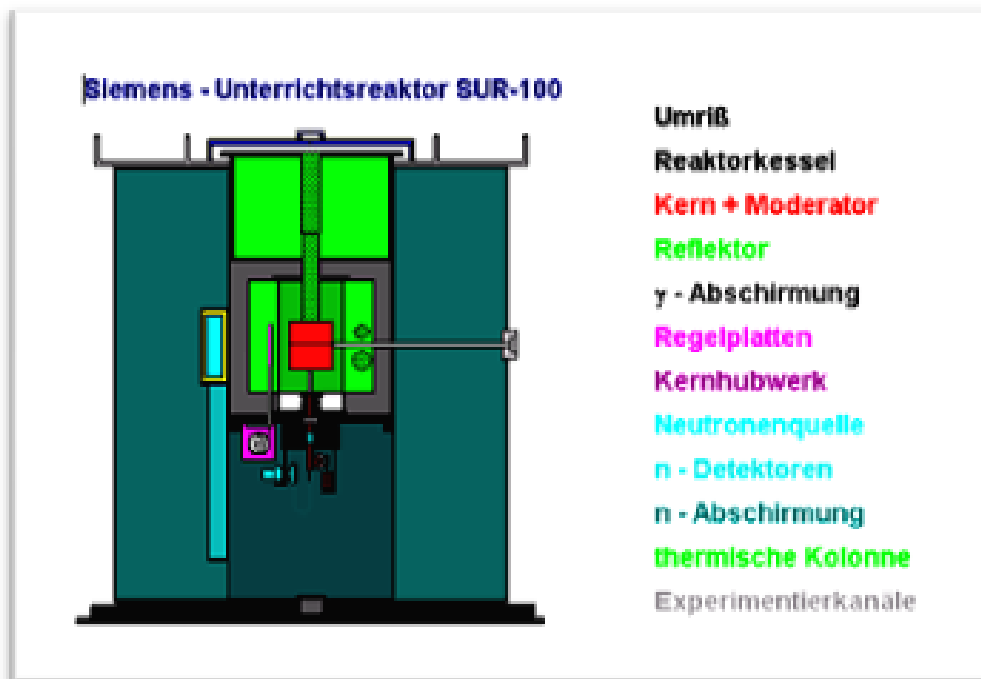 Siemens - Unterrichtsreaktor SUR-100
Umriß
Reaktorkessel
Kern + Moderator
Reflektor
γ - Abschirmung
Regelplatten
Kernhubwerk
Neutronenquelle
n - Detektoren
n - Abschirmung
thermische Kolonne
Experimentierkanäle